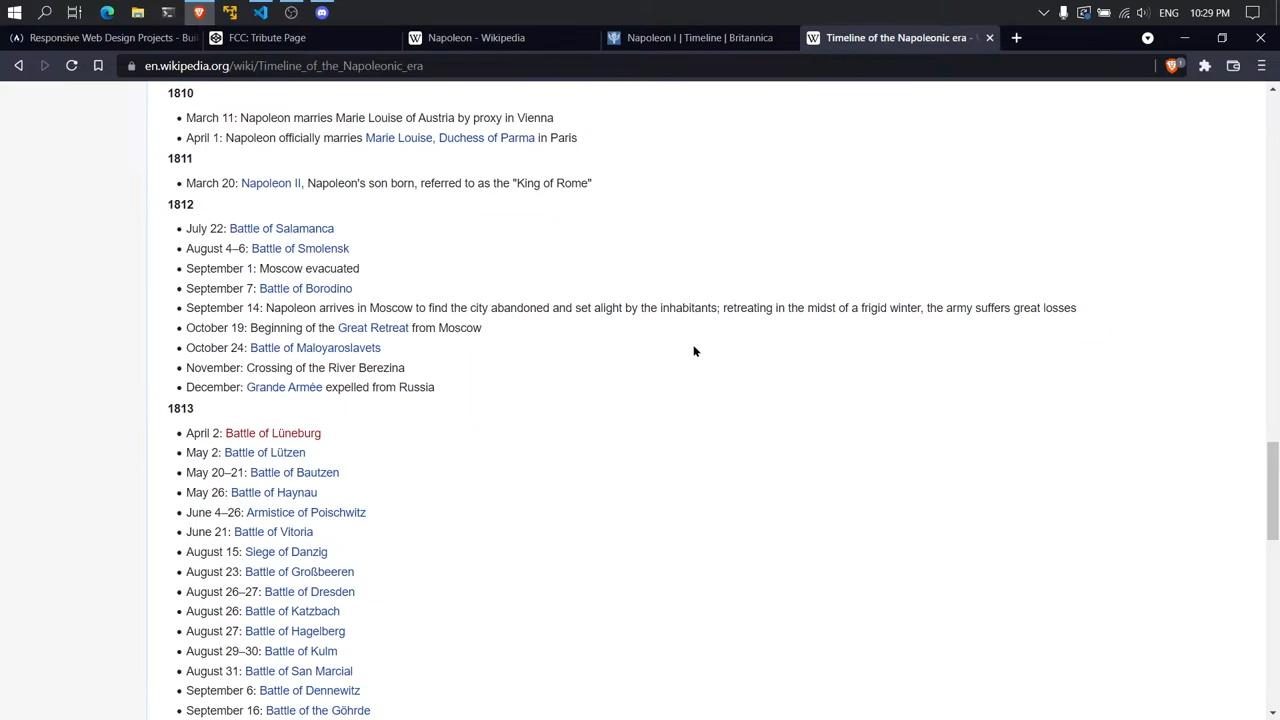 ENG 10:29 PM
Responsive Web Design Projects - Bui
FCC: Tribute Page
Napoleon - Wikipedia
Napoleon I | Timeline | Britannica
Timeline of the Napoleonic era -
en.wikipedia.org/wiki/Timeline_of_the_Napoleonic_era
1
1810
• March 11: Napoleon marries Marie Louise of Austria by proxy in Vienna
• April 1: Napoleon officially marries Marie Louise, Duchess of Parma in Paris
1811
• March 20: Napoleon II, Napoleon's son born, referred to as the "King of Rome"
1812
• July 22: Battle of Salamanca
• August 4–6: Battle of Smolensk
• September 1: Moscow evacuated
• September 7: Battle of Borodino
• September 14: Napoleon arrives in Moscow to find the city abandoned and set alight by the inhabitants; retreating in the midst of a frigid winter, the army suffers great losses
• October 19: Beginning of the Great Retreat from Moscow
• October 24: Battle of Maloyaroslavets
• November: Crossing of the River Berezina
• December: Grande Armée expelled from Russia
1813
• April 2: Battle of Lüneburg
• May 2: Battle of Lützen
• May 20–21: Battle of Bautzen
• May 26: Battle of Haynau
• June 4–26: Armistice of Poischwitz
• June 21: Battle of Vitoria
• August 15: Siege of Danzig
• August 23: Battle of Großbeeren
• August 26–27: Battle of Dresden
• August 26: Battle of Katzbach
• August 27: Battle of Hagelberg
• August 29–30: Battle of Kulm
• August 31: Battle of San Marcial
• September 6: Battle of Dennewitz
• September 16: Battle of the Göhrde